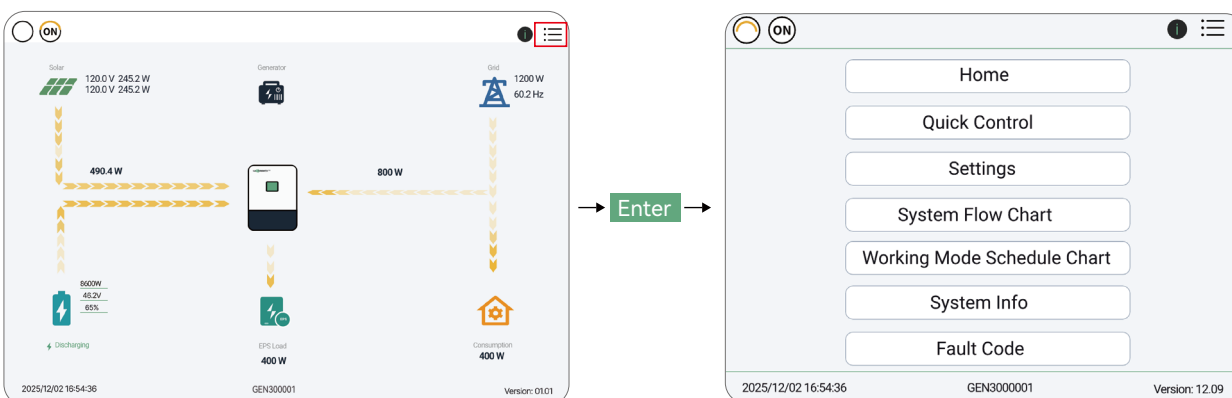 ON
i
Solar
120.0 V 245.2 W
120.0 V 245.2 W
Generator
Grid
1200 W
60.2 Hz
490.4 W
800 W
8600W
46.2V
65%
Discharging
EPS Load
400 W
Consumption
400 W
2025/12/02 16:54:36
GEN300001
Version: 01.01
Enter
ON
i
Home
Quick Control
Settings
System Flow Chart
Working Mode Schedule Chart
System Info
Fault Code
2025/12/02 16:54:36
GEN3000001
Version: 12.09